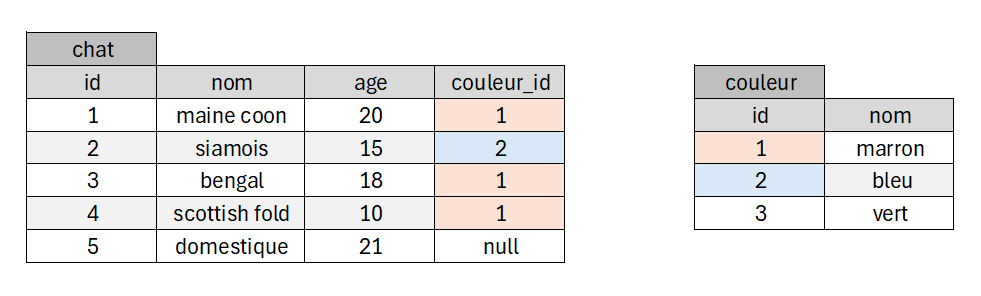 chat
id nom age couleur_id
1 maine coon 20 1
2 siamois 15 2
3 bengal 18 1
4 scottish fold 10 1
5 domestique 21 null
couleur
id nom
1 marron
2 bleu
3 vert